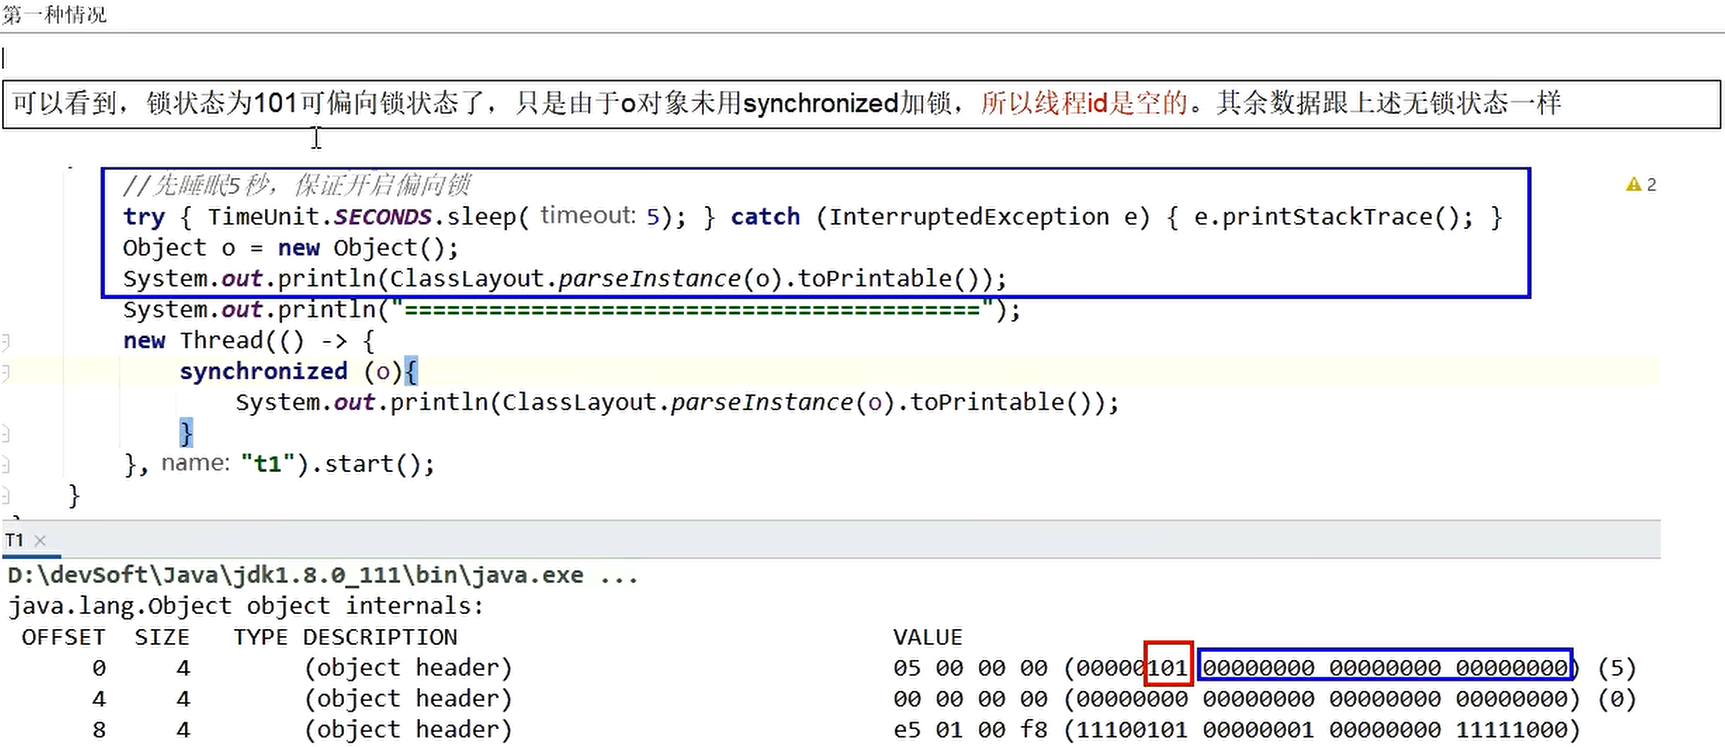 第一种情况
可以看到，锁状态为101可偏向锁状态了，只是由于o对象未用synchronized加锁，所以线程id是空的。其余数据跟上述无锁状态一样
//先睡眠5秒，保证开启偏向锁
try { TimeUnit.SECONDS.sleep( timeout: 5); } catch (InterruptedException e) { e.printStackTrace(); }
2
Object o = new Object();
System.out.println(ClassLayout.parseInstance(o).toPrintable());
System.out.println("=========================================");
new Thread(() -> {
synchronized (o){
System.out.println(ClassLayout.parseInstance(o).toPrintable());
}
}, name: "t1").start();
}
T1 ×
D:\devSoft\Java\jdk1.8.0_111\bin\java.exe ...
java.lang.Object object internals:
OFFSET SIZE TYPE DESCRIPTION VALUE
0 4 (object header) 05 00 00 00 (00000101 00000000 00000000 00000000) (5)
4 4 (object header) 00 00 00 00 (00000000 00000000 00000000 00000000) (0)
8 4 (object header) e5 01 00 f8 (11100101 00000001 00000000 11111000)